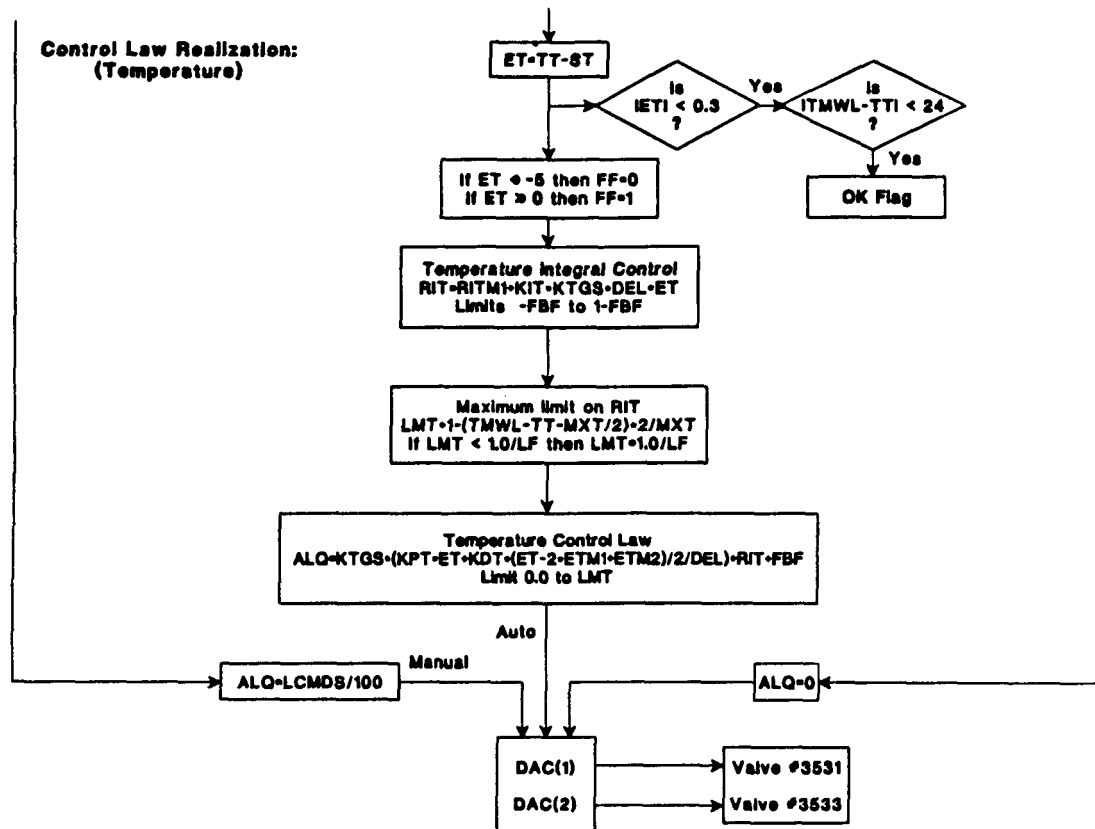 Control Law Realization:
(Temperature)
ET=TT-ST
Is
|ET| < 0.3
?
Yes
Is
|TMWL-TT| < 24
?
Yes
OK Flag
If ET < -5 then FF=0
If ET > 0 then FF=1
Temperature Integral Control
RIT=RITM1+KIT*KTGS*DEL*ET
Limits -FBF to 1-FBF
Maximum limit on RIT
LMT=1-(TMWL-TT-MXT/2)*2/MXT
If LMT < 1.0/LF then LMT=1.0/LF
Temperature Control Law
ALQ=KTGS*(KPT*ET+KDT*(ET-2*ETM1+ETM2)/2/DEL)+RIT+FBF
Limit 0.0 to LMT
Auto
Manual
ALQ=LCMDS/100
ALQ=0
DAC(1)
Valve #3531
DAC(2)
Valve #3533